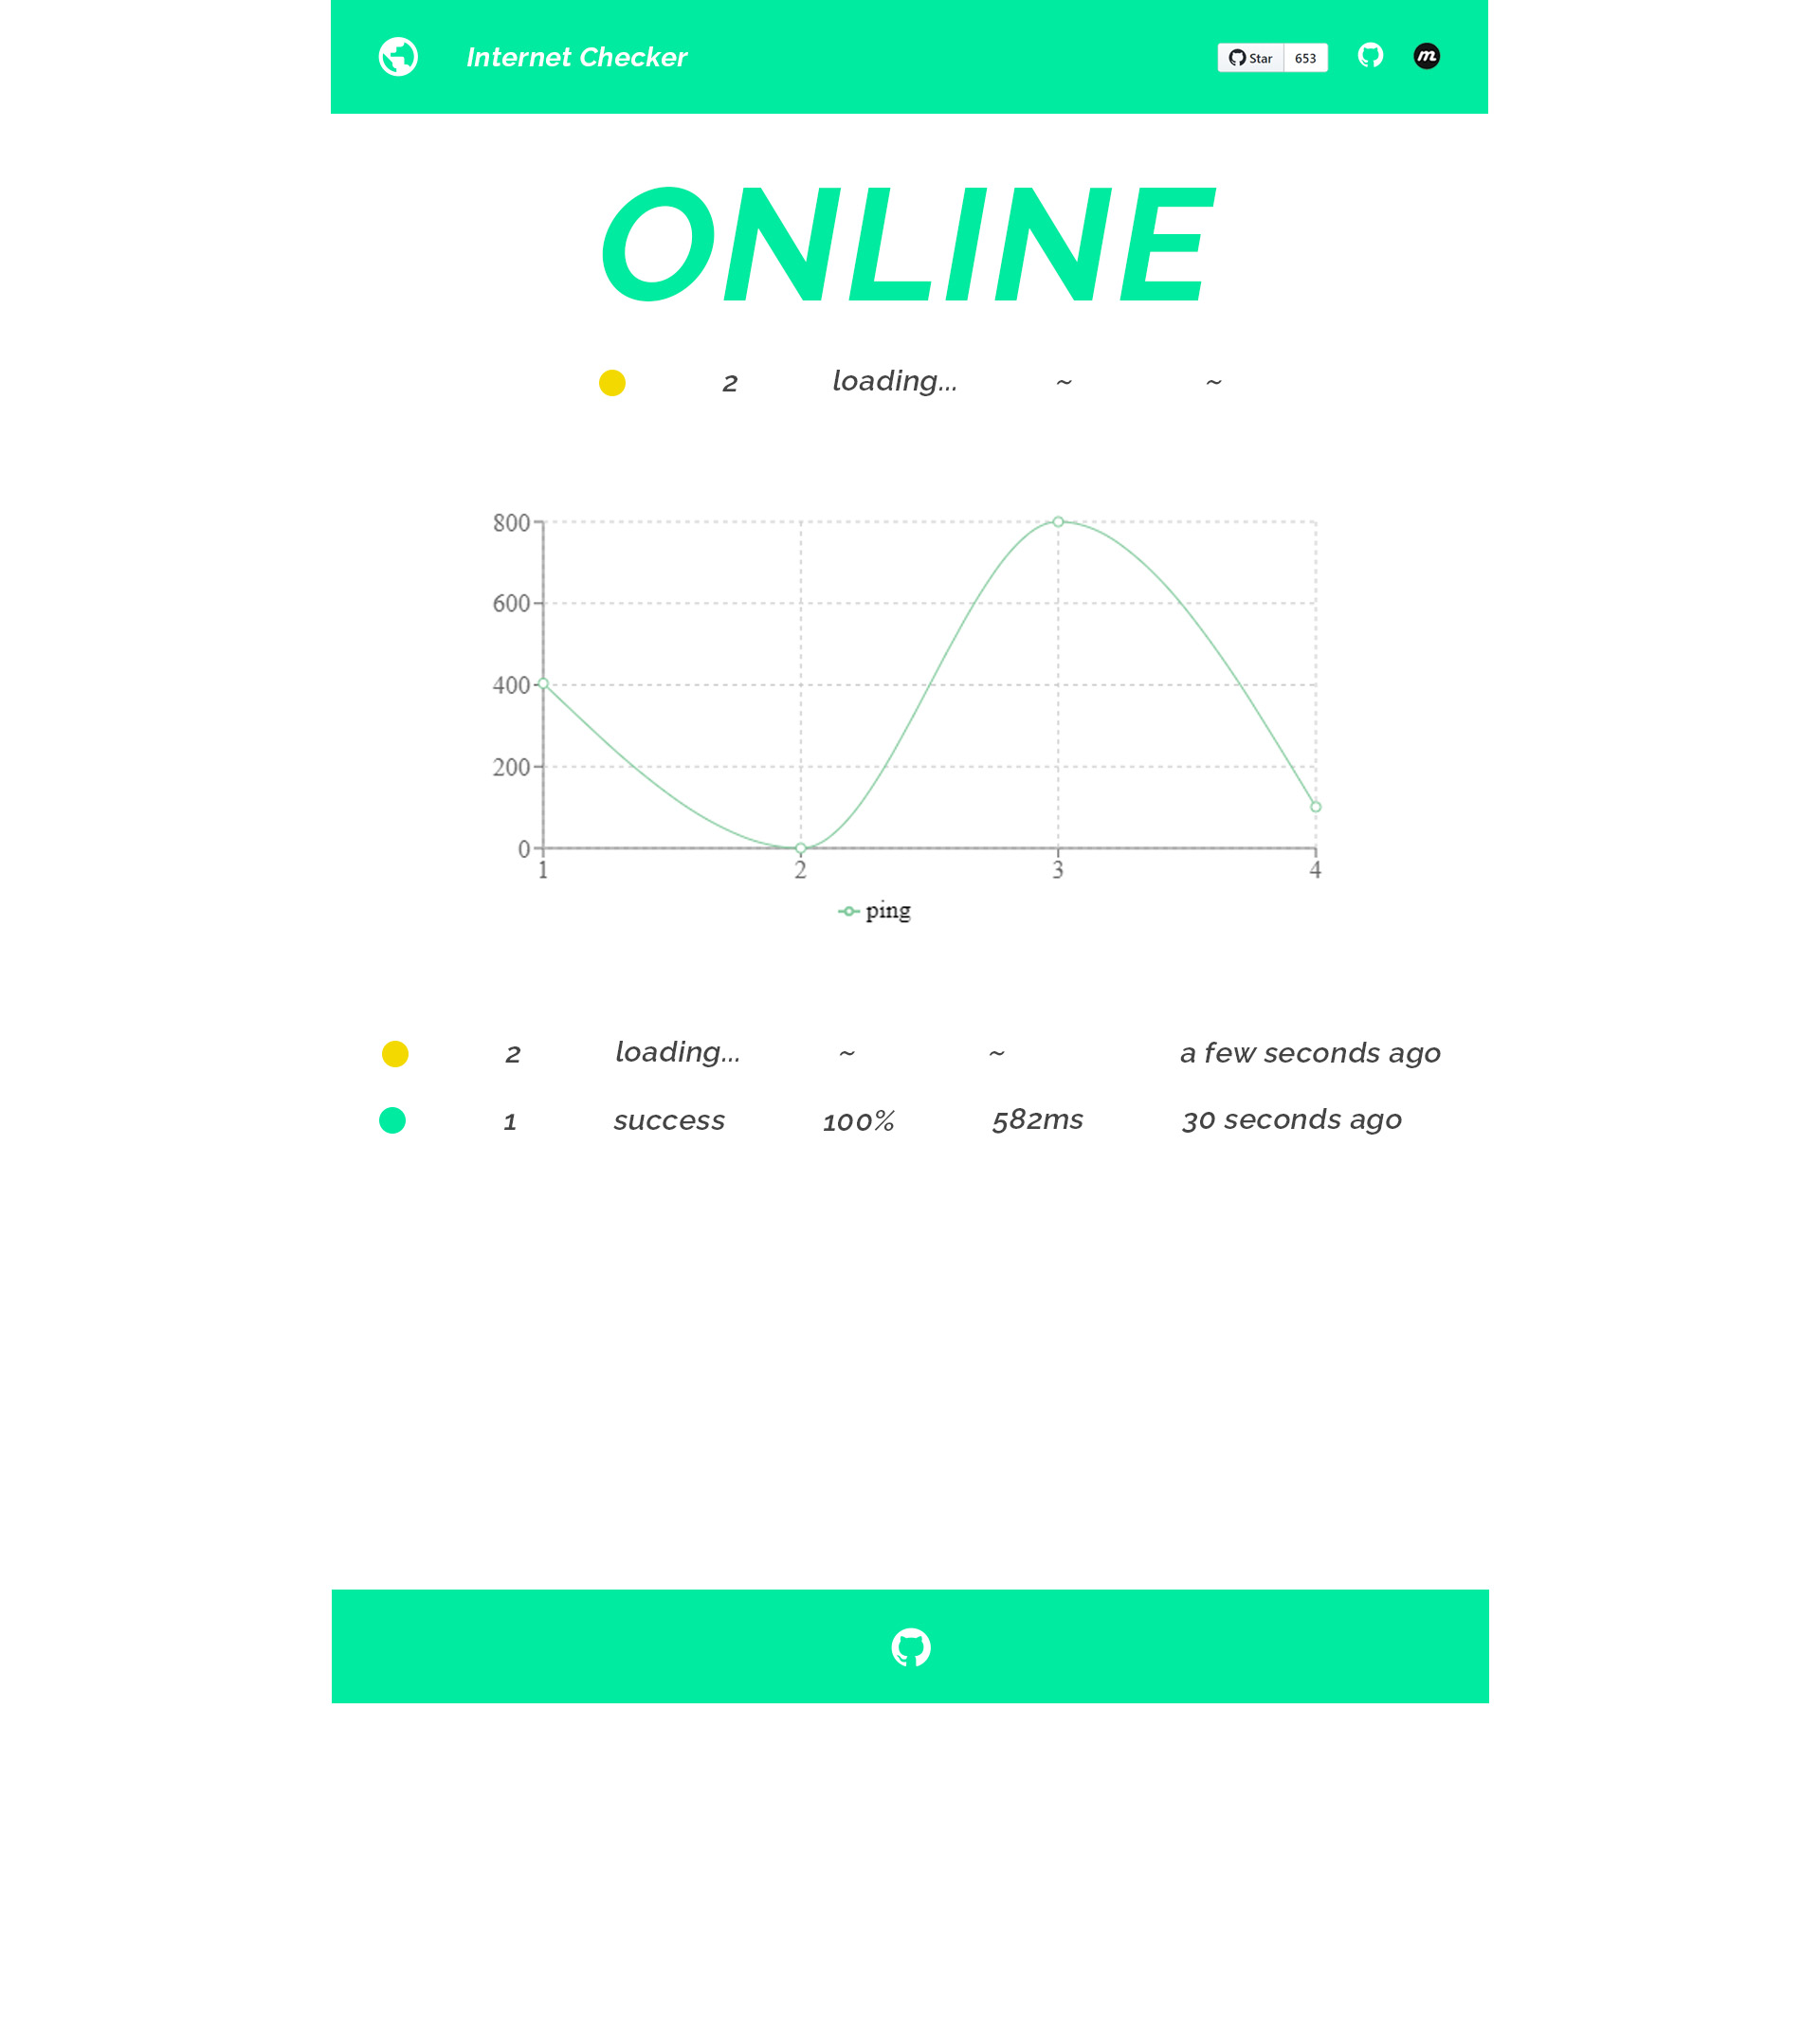 Internet Checker Star 653 m
ONLINE
2 loading... ~ ~
800
600
400
200
0
1 2 3 4
ping
2 loading... ~ ~ a few seconds ago
1 success 100% 582ms 30 seconds ago